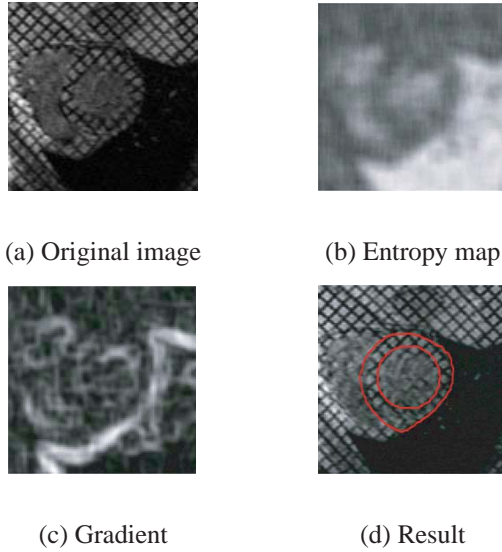 (a) Original image
(b) Entropy map
(c) Gradient
(d) Result